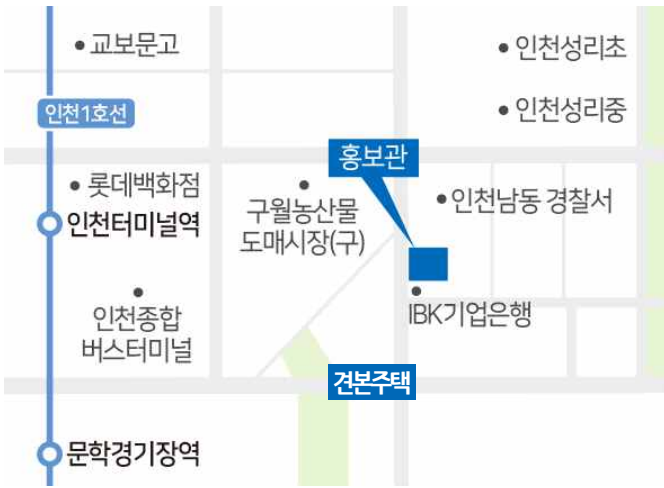 교보문고
인천성리초
인천1호선
인천성리중
홍보관
롯데백화점
인천터미널역
구월농산물
도매시장(구)
인천남동 경찰서
인천종합
버스터미널
IBK기업은행
견본주택
문학경기장역